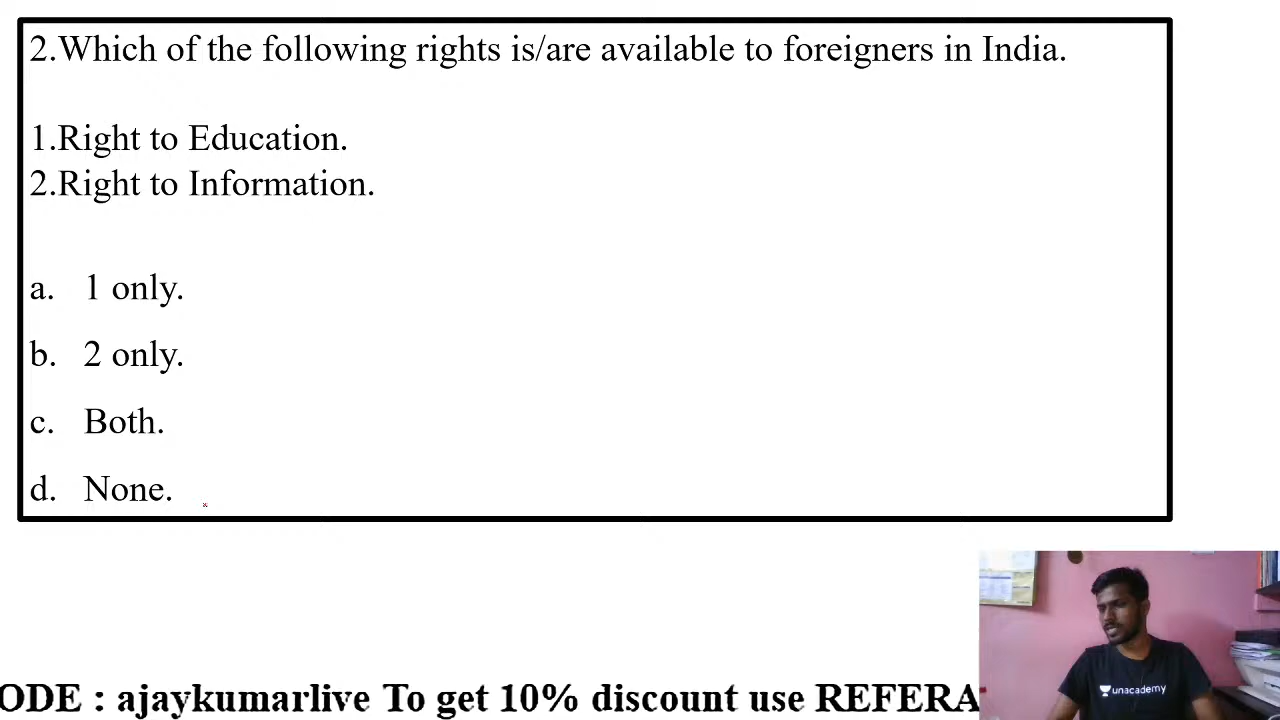 2.Which of the following rights is/are available to foreigners in India.
1.Right to Education.
2.Right to Information.
a. 1 only.
b. 2 only.
c. Both.
d. None.
unacademy
ODE : ajaykumarlive To get 10% discount use REFERA